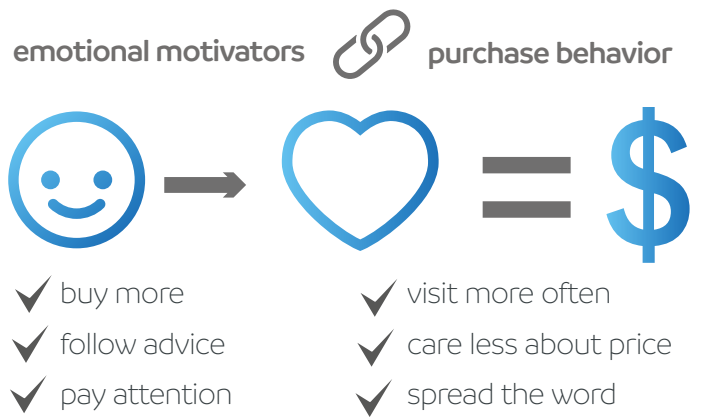 emotional motivators
purchase behavior
$
buy more
follow advice
pay attention
visit more often
care less about price
spread the word